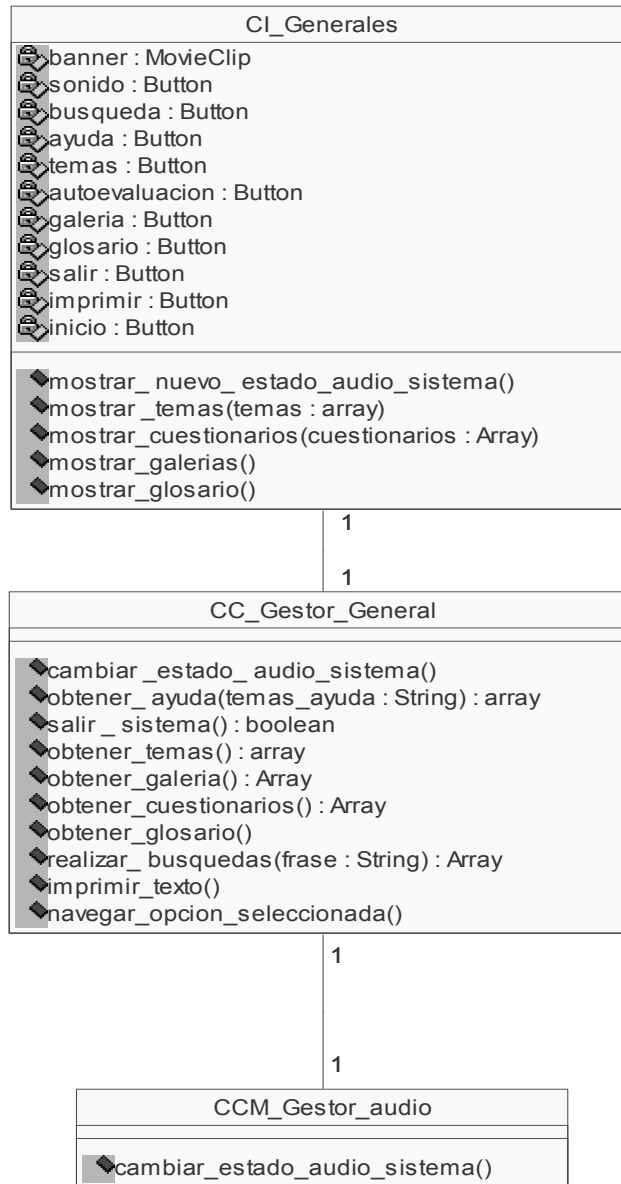 CI_Generales
banner : MovieClip
sonido : Button
busqueda : Button
ayuda : Button
temas : Button
autoevaluacion : Button
galeria : Button
glosario : Button
salir : Button
imprimir : Button
inicio : Button
mostrar_ nuevo_ estado_audio_sistema()
mostrar _temas(temas : array)
mostrar_cuestionarios(cuestionarios : Array)
mostrar_galerias()
mostrar_glosario()
1
1
CC_Gestor_General
cambiar _estado_ audio_sistema()
obtener_ ayuda(temas_ayuda : String) : array
salir _ sistema() : boolean
obtener_temas() : array
obtener_galeria() : Array
obtener_cuestionarios() : Array
obtener_glosario()
realizar_ busquedas(frase : String) : Array
imprimir_texto()
navegar_opcion_seleccionada()
1
1
CCM_Gestor_audio
cambiar_estado_audio_sistema()